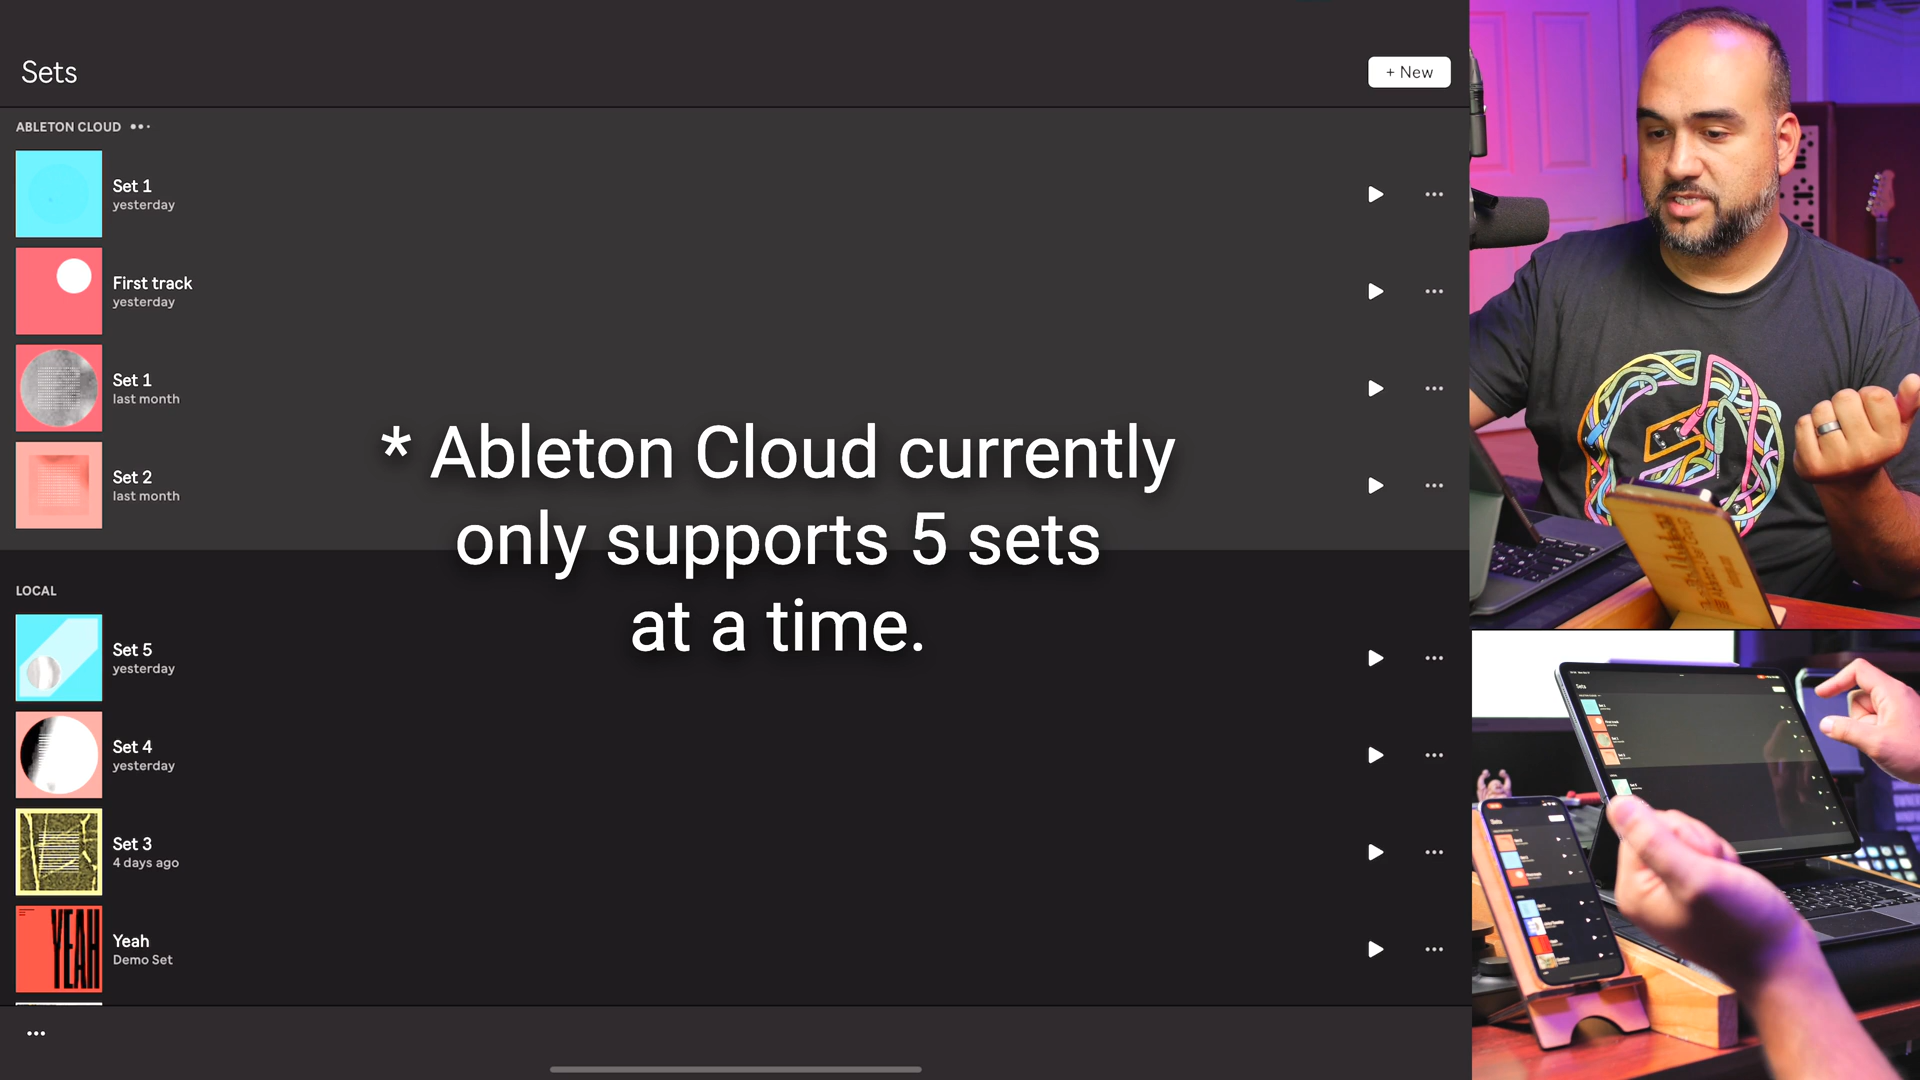 Sets
+ New
ABLETON CLOUD
Set 1
yesterday
First track
yesterday
Set 1
last month
Set 2
last month
* Ableton Cloud currently
only supports 5 sets
at a time.
LOCAL
Set 5
yesterday
Set 4
yesterday
Set 3
4 days ago
YEAH
Yeah
Demo Set